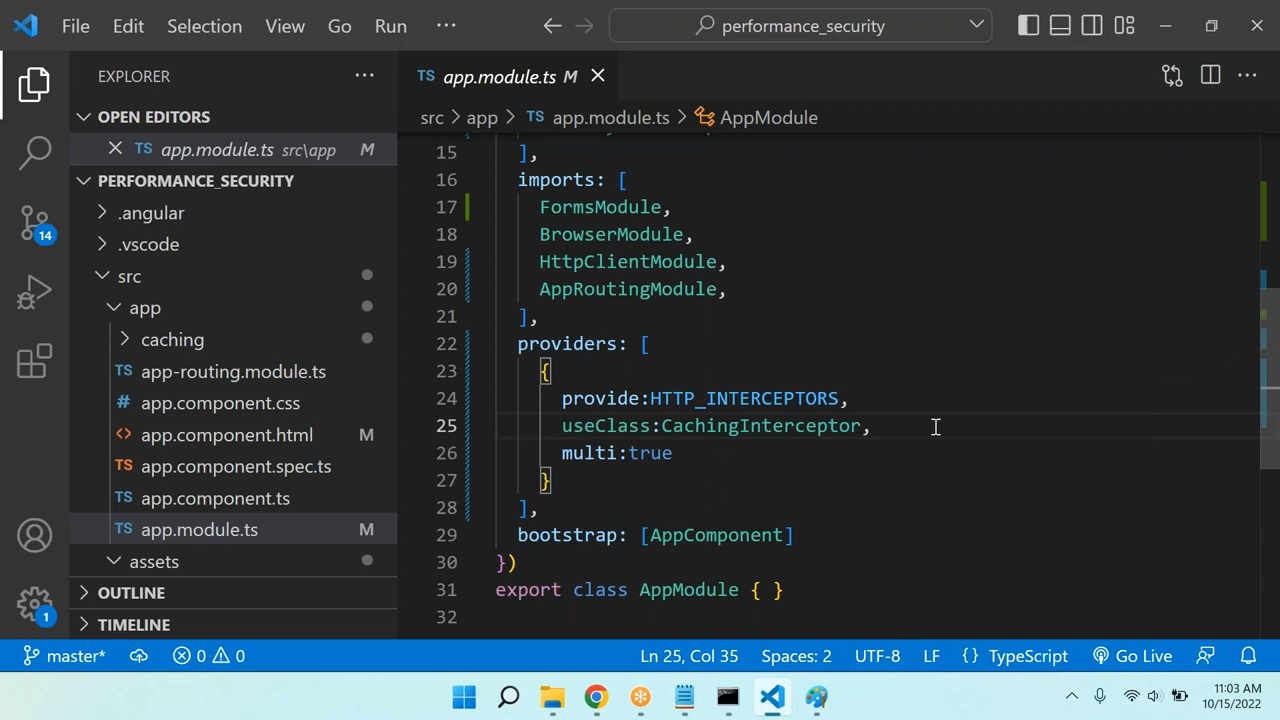 File Edit Selection View Go Run ··· performance_security
EXPLORER ···
OPEN EDITORS
TS app.module.ts src\app M
PERFORMANCE_SECURITY
.angular
.vscode
src
app
caching
TS app-routing.module.ts
# app.component.css
<> app.component.html M
TS app.component.spec.ts
TS app.component.ts
TS app.module.ts M
assets
OUTLINE
TIMELINE
14
1
TS app.module.ts M
src > app > TS app.module.ts > AppModule
15 ],
16 imports: [
17 FormsModule,
18 BrowserModule,
19 HttpClientModule,
20 AppRoutingModule,
21 ],
22 providers: [
23 {
24 provide:HTTP_INTERCEPTORS,
25 useClass:CachingInterceptor,
26 multi:true
27 }
28 ],
29 bootstrap: [AppComponent]
30 })
31 export class AppModule { }
32
master* 0 0 Ln 25, Col 35 Spaces: 2 UTF-8 LF {} TypeScript Go Live
11:03 AM
10/15/2022